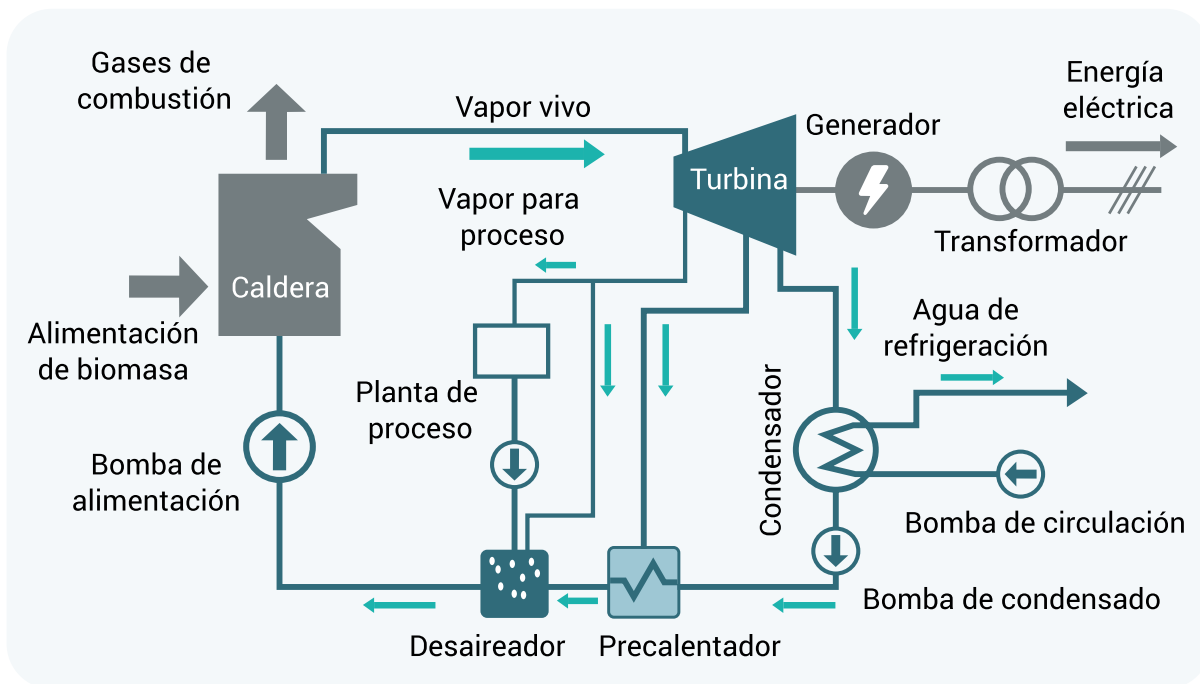 Gases de
combustión
Vapor vivo
Generador
Energía
eléctrica
Turbina
Vapor para
proceso
Transformador
Caldera
Alimentación
de biomasa
Agua de
refrigeración
Planta de
proceso
Condensador
Bomba de
alimentación
Bomba de circulación
Bomba de condensado
Desaireador
Precalentador